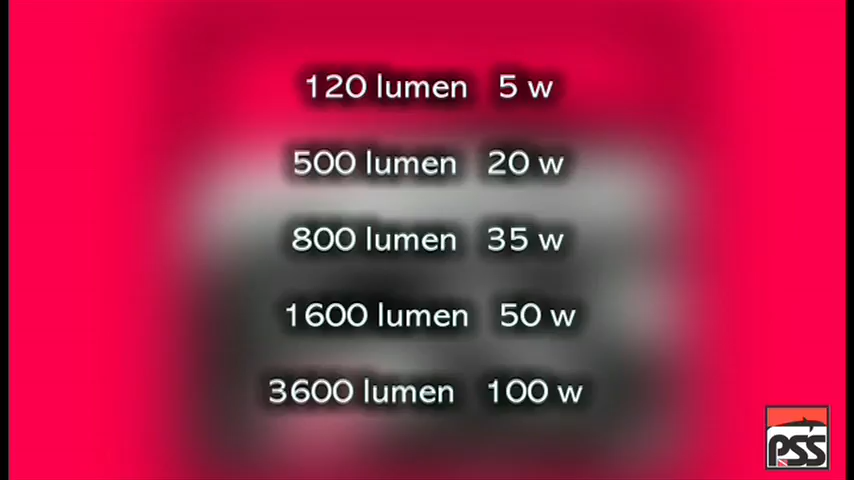 120 lumen 5 w
500 lumen 20 w
800 lumen 35 w
1600 lumen 50 w
3600 lumen 100 w
PSS